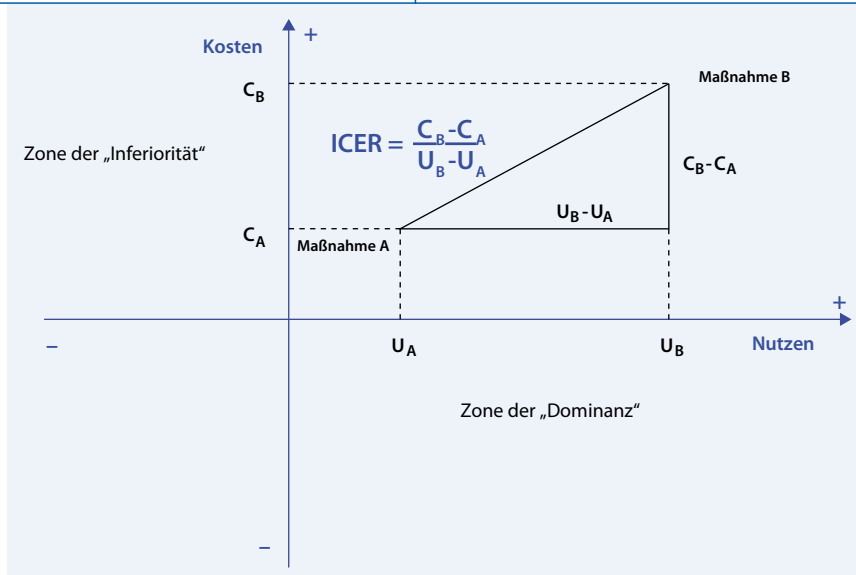 Kosten
+
C_B
Maßnahme B
Zone der „Inferiorität“
ICER = C_B-C_A
U_B-U_A
C_B-C_A
U_B-U_A
C_A
Maßnahme A
+
–
U_A
U_B
Nutzen
Zone der „Dominanz“
–